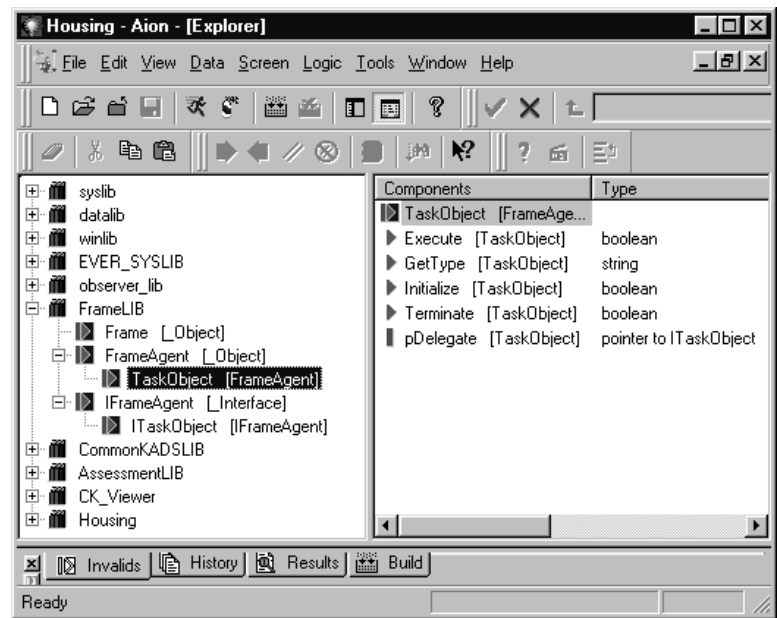 Housing - Aion - [Explorer]
File Edit View Data Screen Logic Tools Window Help
syslib
datalib
winlib
EVER_SYSLIB
observer_lib
FrameLIB
Frame [_Object]
FrameAgent [_Object]
TaskObject [FrameAgent]
IFrameAgent [_Interface]
ITaskObject [IFrameAgent]
CommonKADSLIB
AssessmentLIB
CK_Viewer
Housing
Components Type
TaskObject [FrameAge...
Execute [TaskObject] boolean
GetType [TaskObject] string
Initialize [TaskObject] boolean
Terminate [TaskObject] boolean
pDelegate [TaskObject] pointer to ITaskObject
Invalids History Results Build
Ready